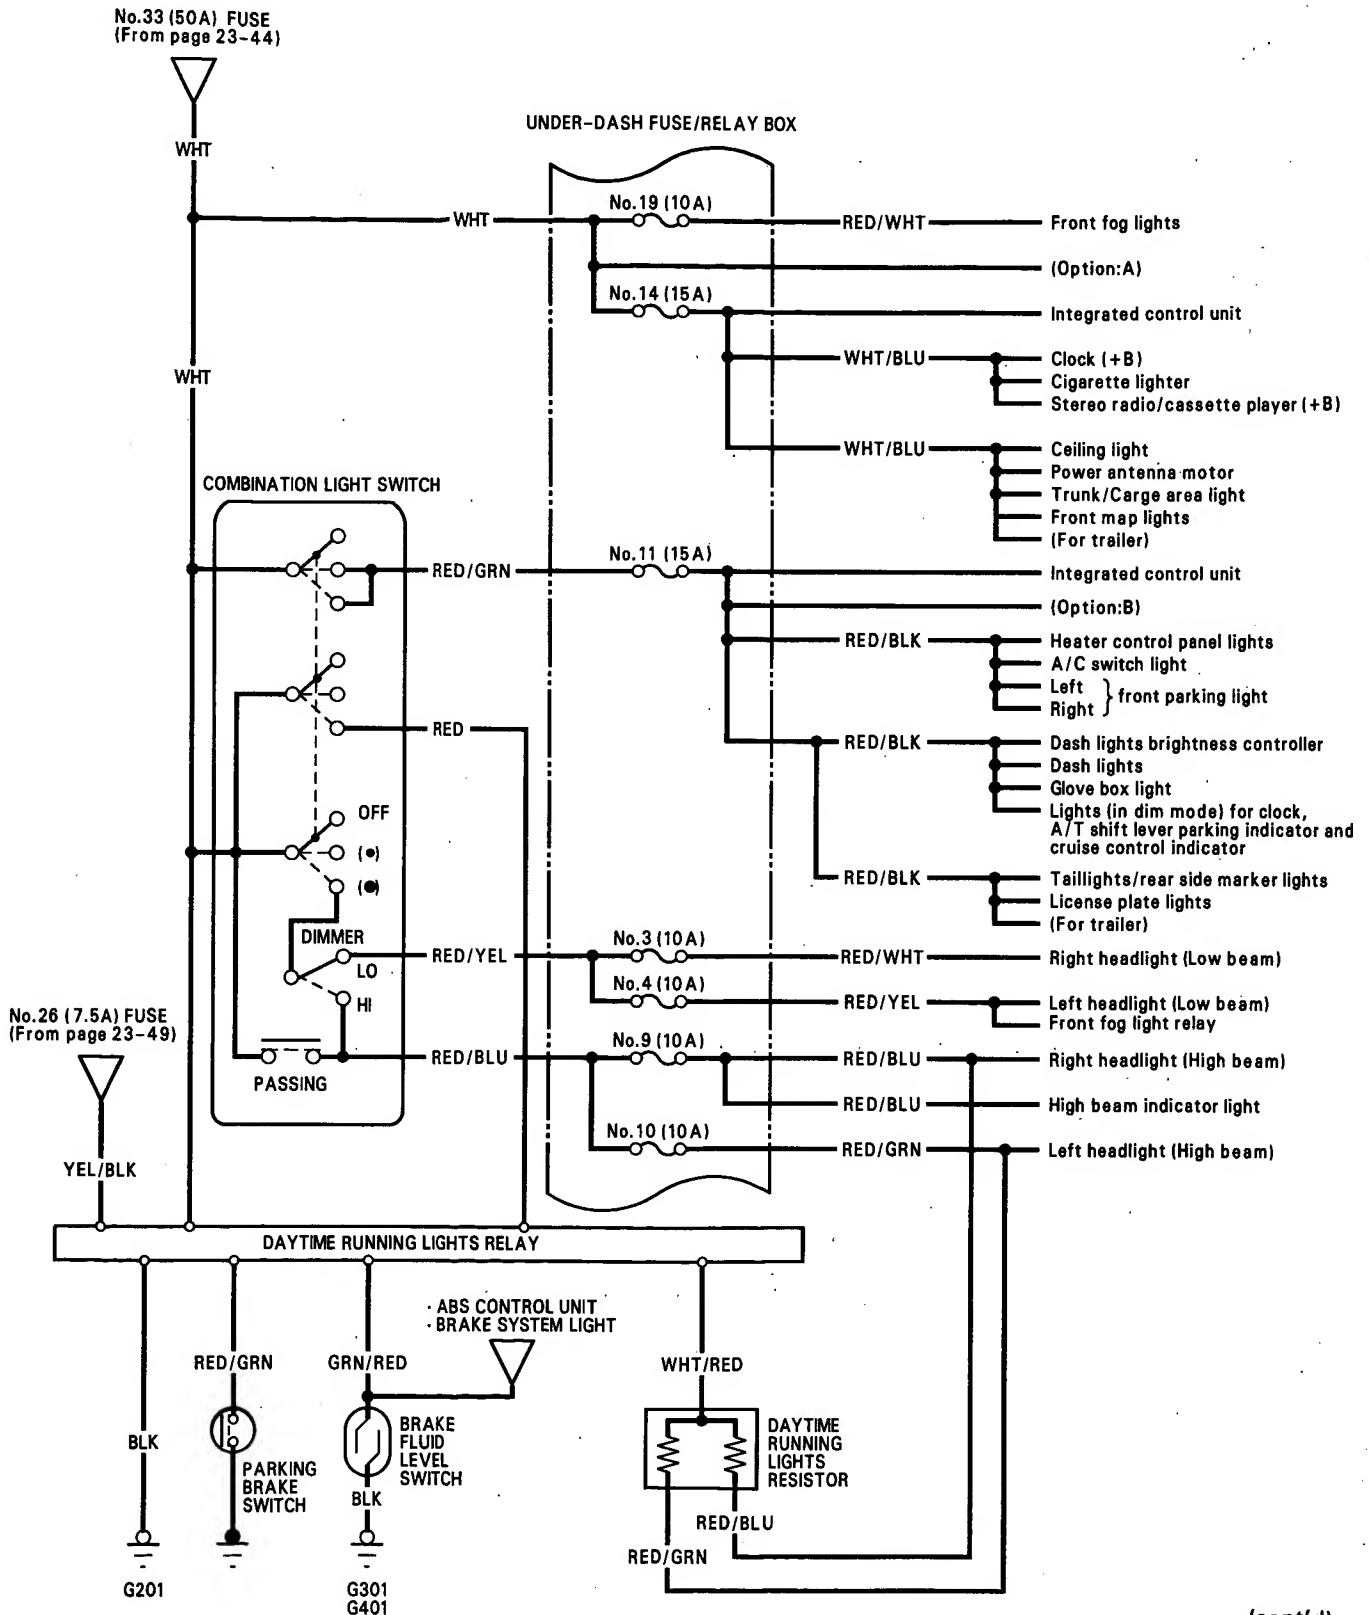 No.33 (50A) FUSE
(From page 23-44)
WHT
UNDER-DASH FUSE/RELAY BOX
WHT
No.19 (10A)
RED/WHT
Front fog lights
(Option:A)
No.14 (15A)
Integrated control unit
WHT
WHT/BLU
Clock (+B)
Cigarette lighter
Stereo radio/cassette player (+B)
WHT/BLU
Ceiling light
Power antenna motor
Trunk/Carge area light
Front map lights
(For trailer)
COMBINATION LIGHT SWITCH
RED/GRN
No.11 (15A)
Integrated control unit
(Option:B)
RED/BLK
Heater control panel lights
A/C switch light
Left
Right
front parking light
RED
RED/BLK
Dash lights brightness controller
Dash lights
Glove box light
Lights (in dim mode) for clock,
A/T shift lever parking indicator and
cruise control indicator
OFF
(•)
(●)
RED/BLK
Taillights/rear side marker lights
License plate lights
(For trailer)
DIMMER
LO
HI
RED/YEL
No.3 (10A)
RED/WHT
Right headlight (Low beam)
No.4 (10A)
RED/YEL
Left headlight (Low beam)
Front fog light relay
No.26 (7.5A) FUSE
(From page 23-49)
PASSING
RED/BLU
No.9 (10A)
RED/BLU
Right headlight (High beam)
RED/BLU
High beam indicator light
No.10 (10A)
RED/GRN
Left headlight (High beam)
YEL/BLK
DAYTIME RUNNING LIGHTS RELAY
· ABS CONTROL UNIT
· BRAKE SYSTEM LIGHT
RED/GRN
GRN/RED
WHT/RED
BLK
PARKING
BRAKE
SWITCH
BRAKE
FLUID
LEVEL
SWITCH
BLK
DAYTIME
RUNNING
LIGHTS
RESISTOR
RED/BLU
RED/GRN
G201
G301
G401